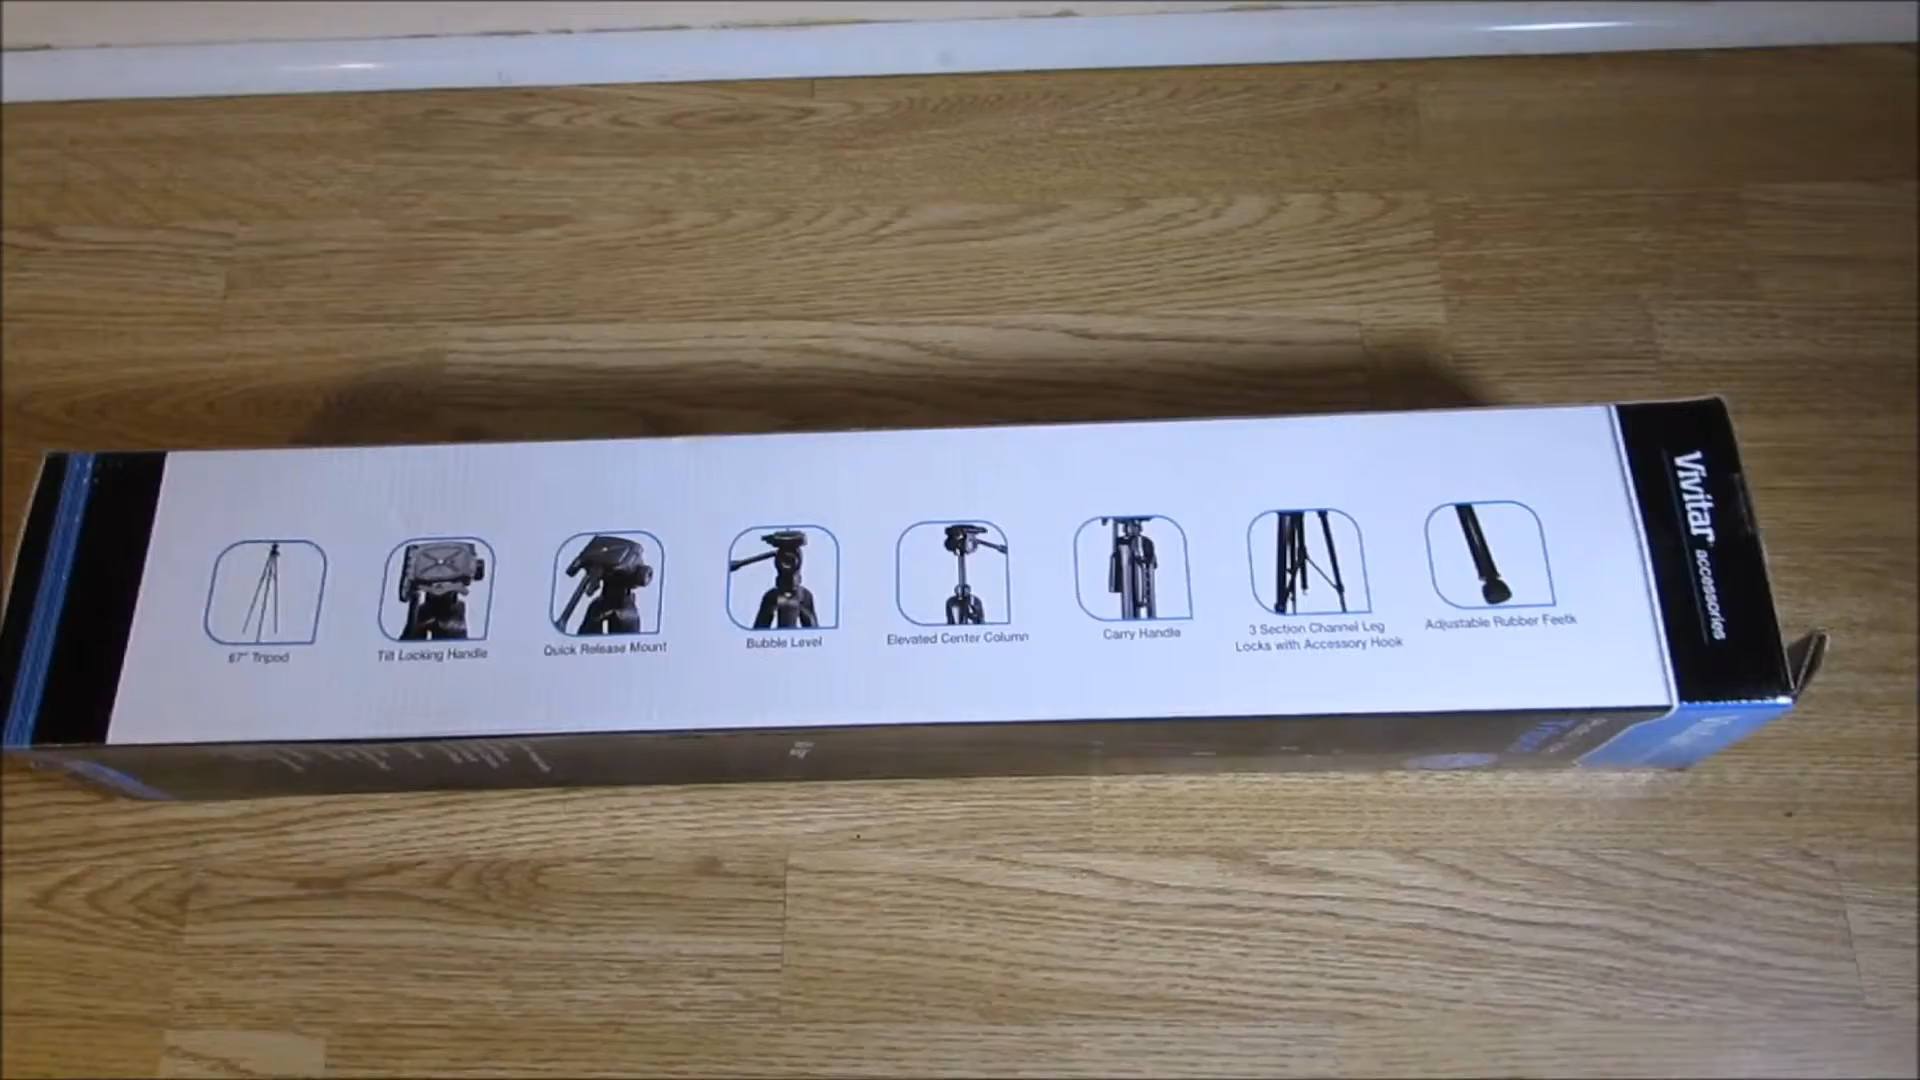 67" Tripod
Tilt Locking Handle
Quick Release Mount
Bubble Level
Elevated Center Column
Carry Handle
3 Section Channel Leg
Locks with Accessory Hook
Adjustable Rubber Feetk
Vivitar accessories